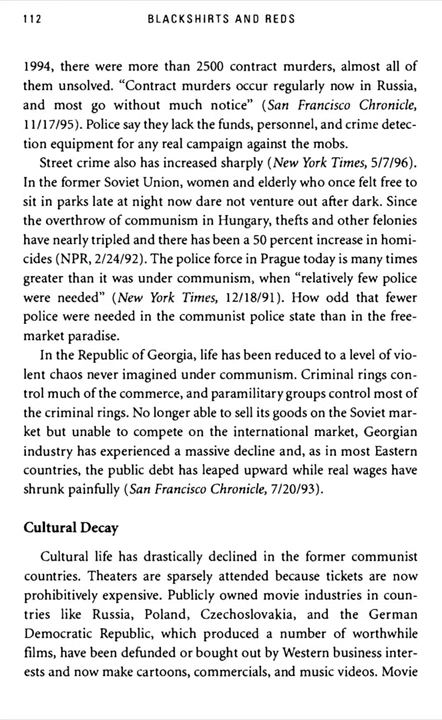 112 BLACKSHIRTS AND REDS
1994, there were more than 2500 contract murders, almost all of
them unsolved. “Contract murders occur regularly now in Russia,
and most go without much notice” (San Francisco Chronicle,
11/17/95). Police say they lack the funds, personnel, and crime detec-
tion equipment for any real campaign against the mobs.
Street crime also has increased sharply (New York Times, 5/7/96).
In the former Soviet Union, women and elderly who once felt free to
sit in parks late at night now dare not venture out after dark. Since
the overthrow of communism in Hungary, thefts and other felonies
have nearly tripled and there has been a 50 percent increase in homi-
cides (NPR, 2/24/92). The police force in Prague today is many times
greater than it was under communism, when “relatively few police
were needed” (New York Times, 12/18/91). How odd that fewer
police were needed in the communist police state than in the free-
market paradise.
In the Republic of Georgia, life has been reduced to a level of vio-
lent chaos never imagined under communism. Criminal rings con-
trol much of the commerce, and paramilitary groups control most of
the criminal rings. No longer able to sell its goods on the Soviet mar-
ket but unable to compete on the international market, Georgian
industry has experienced a massive decline and, as in most Eastern
countries, the public debt has leaped upward while real wages have
shrunk painfully (San Francisco Chronicle, 7/20/93).
Cultural Decay
Cultural life has drastically declined in the former communist
countries. Theaters are sparsely attended because tickets are now
prohibitively expensive. Publicly owned movie industries in coun-
tries like Russia, Poland, Czechoslovakia, and the German
Democratic Republic, which produced a number of worthwhile
films, have been defunded or bought out by Western business inter-
ests and now make cartoons, commercials, and music videos. Movie